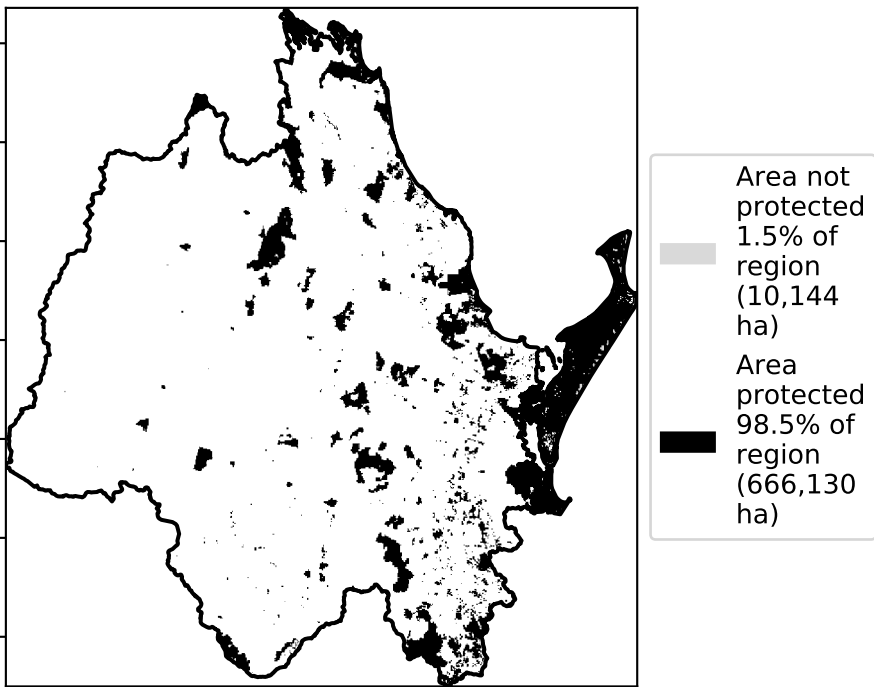 Area not
protected
1.5% of
region
(10,144
ha)
Area
protected
98.5% of
region
(666,130
ha)